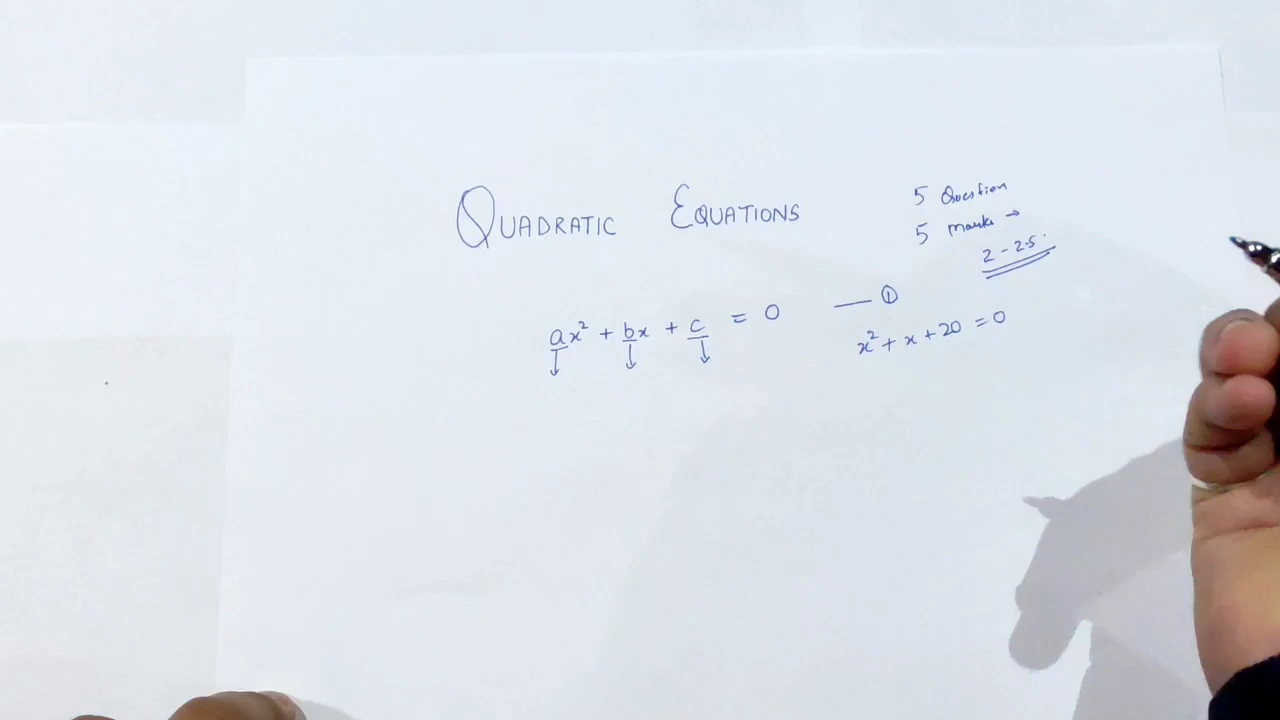 QUADRATIC EQUATIONS
5 Question
5 marks →
2 - 2.5.
ax² + bx + c = 0 — ①
x² + x + 20 = 0